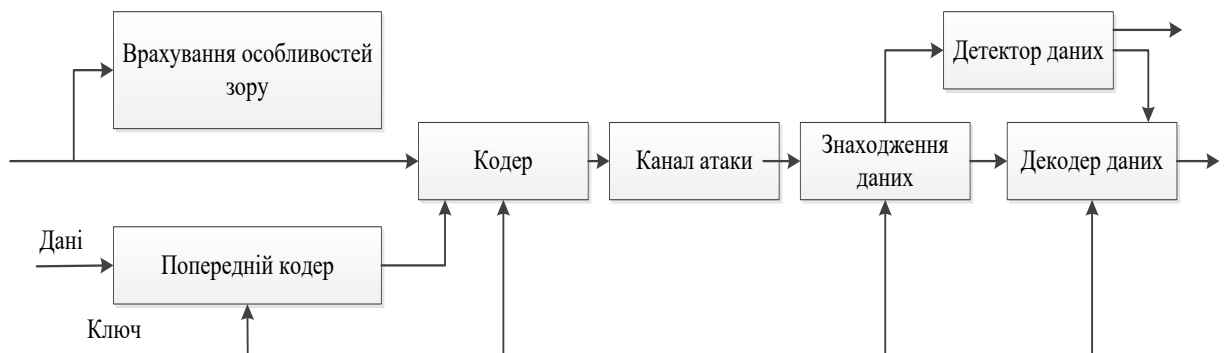 Врахування особливостей
зору
Детектор даних
Кодер
Канал атаки
Знаходження
даних
Декодер даних
Дані
Попередній кодер
Ключ